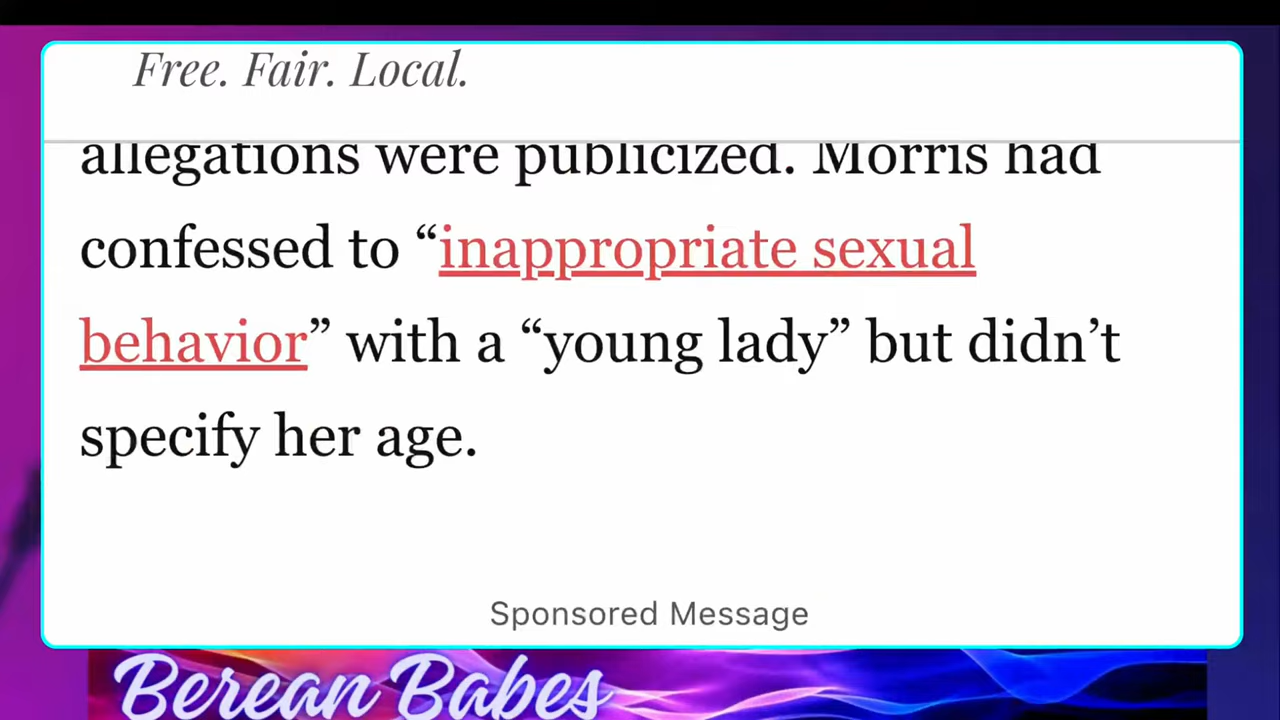 Free. Fair. Local.
allegations were publicized. Morris had
confessed to “inappropriate sexual
behavior” with a “young lady” but didn’t
specify her age.
Sponsored Message
Berean Babes